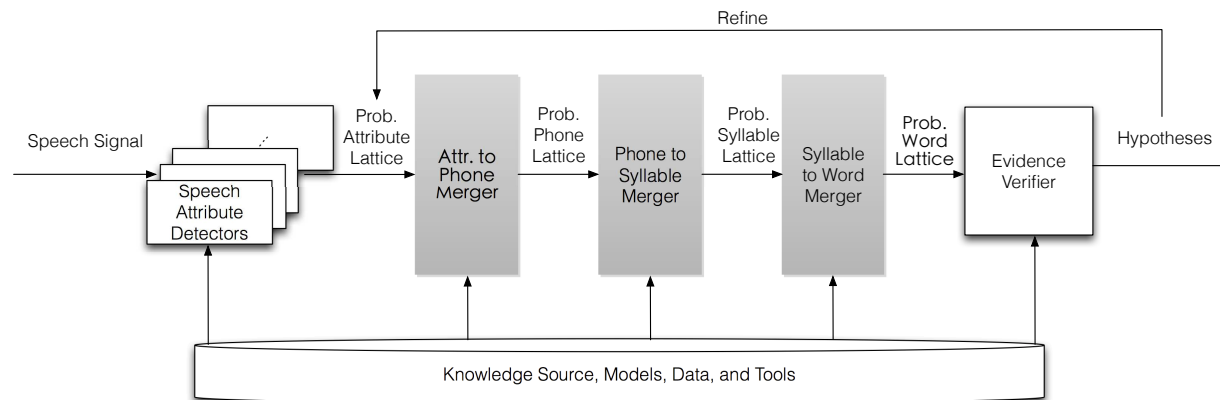 Refine
Speech Signal
Speech
Attribute
Detectors
Prob.
Attribute
Lattice
Attr. to
Phone
Merger
Prob.
Phone
Lattice
Phone to
Syllable
Merger
Prob.
Syllable
Lattice
Syllable
to Word
Merger
Prob.
Word
Lattice
Evidence
Verifier
Hypotheses
Knowledge Source, Models, Data, and Tools